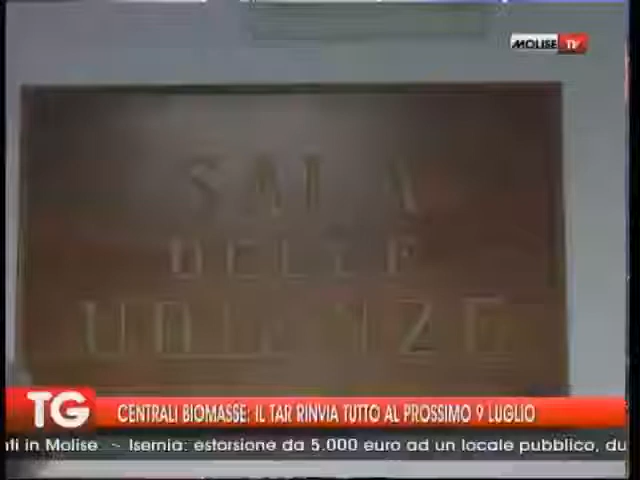 MOLISE TV
SALA
DELLE
UDIENZE
TG
CENTRALI BIOMASSE: IL TAR RINVIA TUTTO AL PROSSIMO 9 LUGLIO
ti in Molise ~ Isernia: estorsione da 5.000 euro ad un locale pubblico, du